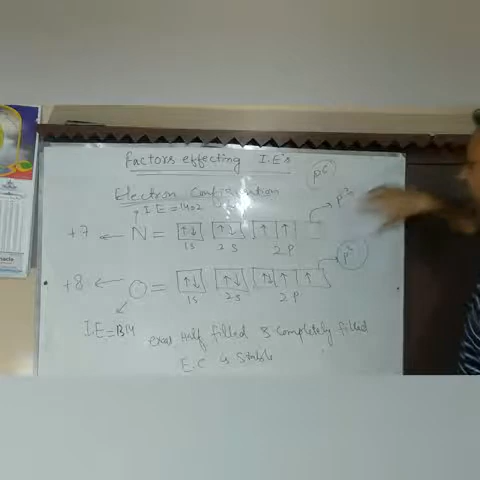 Factors effecting I.E's
p6
Electron Configuration
I.E = 1402
p3
+7 ← N = ↑↓ ↑↓ ↑ ↑
1s 2s 2p
p4
+8 ← O = ↑↓ ↑↓ ↑↓ ↑ ↑
1s 2s 2p
I.E = 1314
Half filled & completely filled
E.C is stable